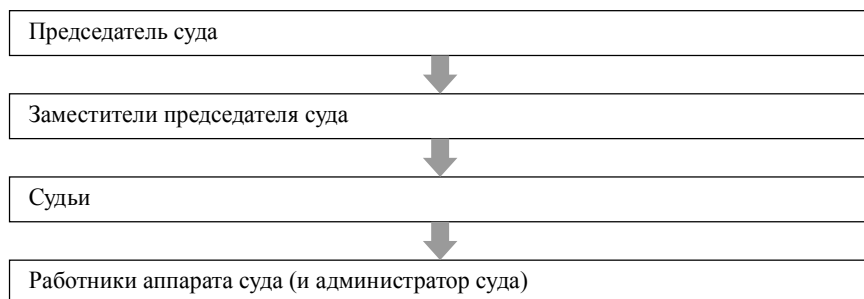 Председатель суда
Заместители председателя суда
Судьи
Работники аппарата суда (и администратор суда)